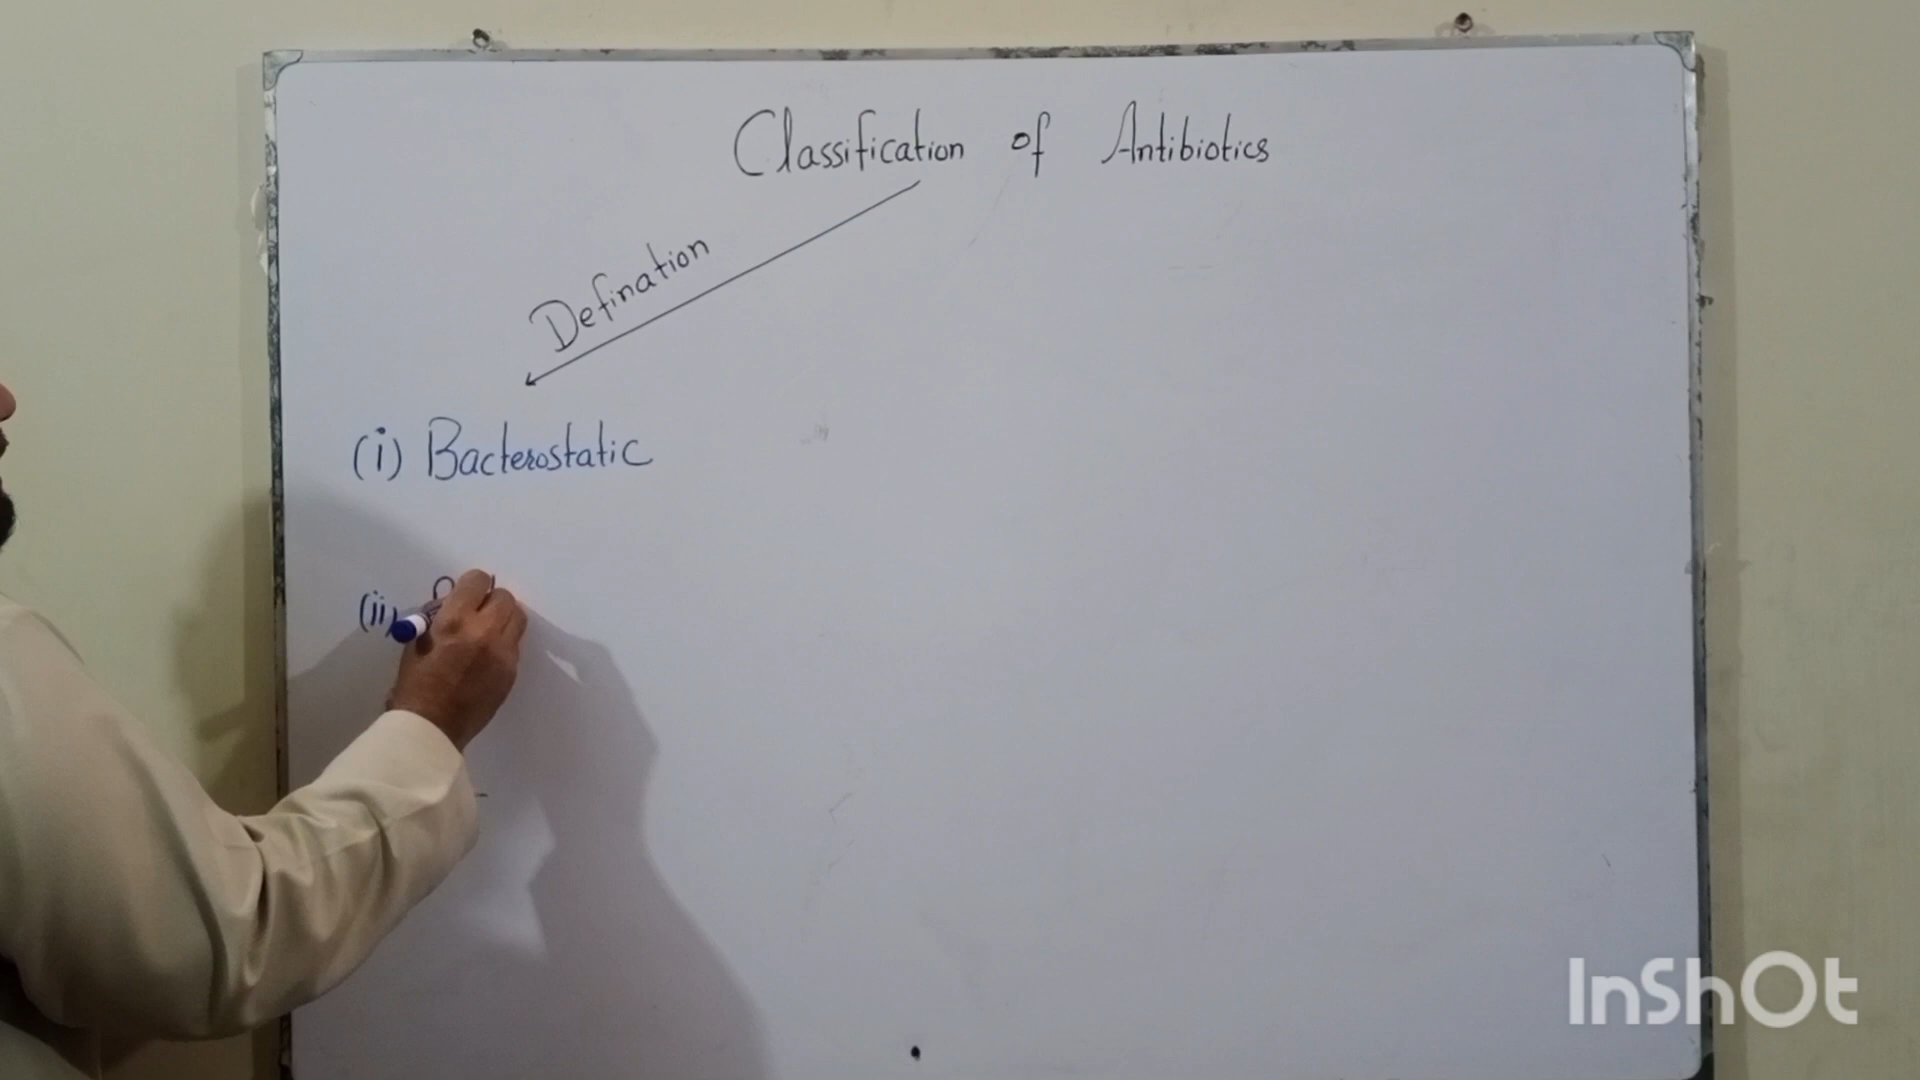 Classification of Antibiotics
Defination
(i) Bacterostatic
(ii)
InShOt